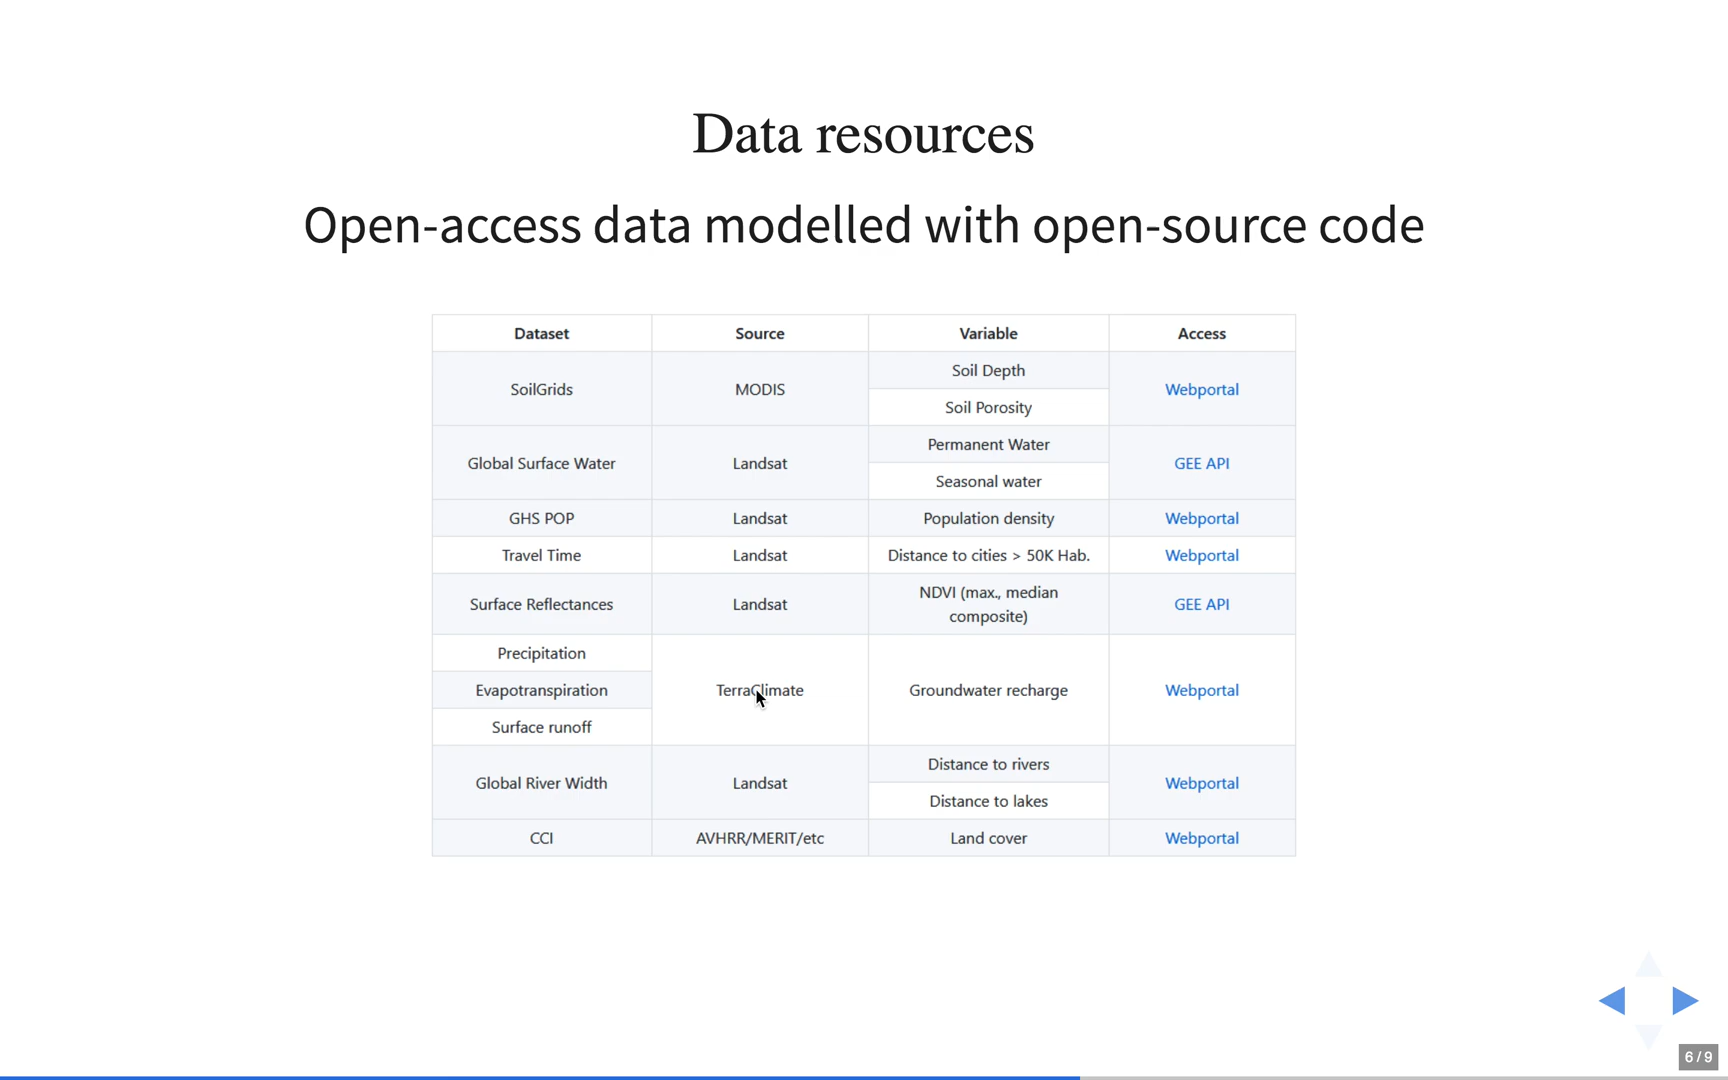 Data resources
Open-access data modelled with open-source code
Dataset Source Variable Access
SoilGrids MODIS Soil Depth Webportal
Soil Porosity
Global Surface Water Landsat Permanent Water GEE API
Seasonal water
GHS POP Landsat Population density Webportal
Travel Time Landsat Distance to cities > 50K Hab. Webportal
Surface Reflectances Landsat NDVI (max., median GEE API
composite)
Precipitation
Evapotranspiration TerraClimate Groundwater recharge Webportal
Surface runoff
Global River Width Landsat Distance to rivers Webportal
Distance to lakes
CCI AVHRR/MERIT/etc Land cover Webportal
6 / 9